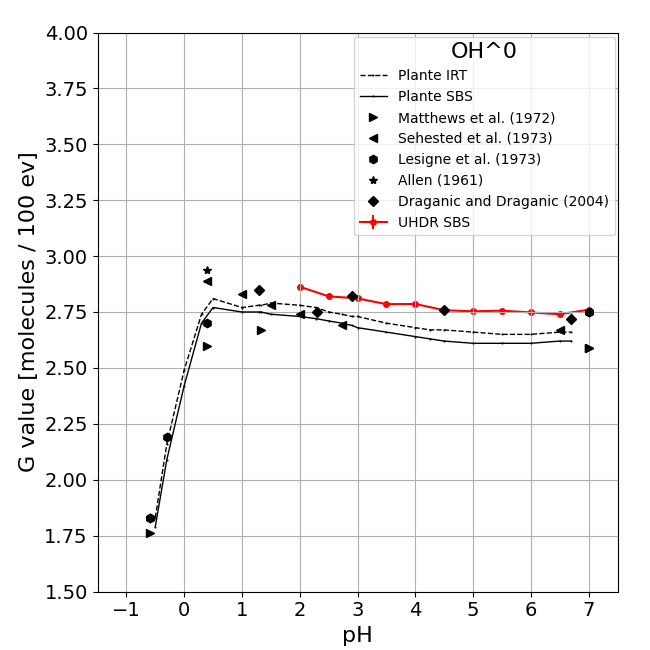 OH^0
Plante IRT
Plante SBS
Matthews et al. (1972)
Sehested et al. (1973)
Lesigne et al. (1973)
Allen (1961)
Draganic and Draganic (2004)
UHDR SBS
G value [molecules / 100 ev]
4.00
3.75
3.50
3.25
3.00
2.75
2.50
2.25
2.00
1.75
1.50
−1 0 1 2 3 4 5 6 7
pH